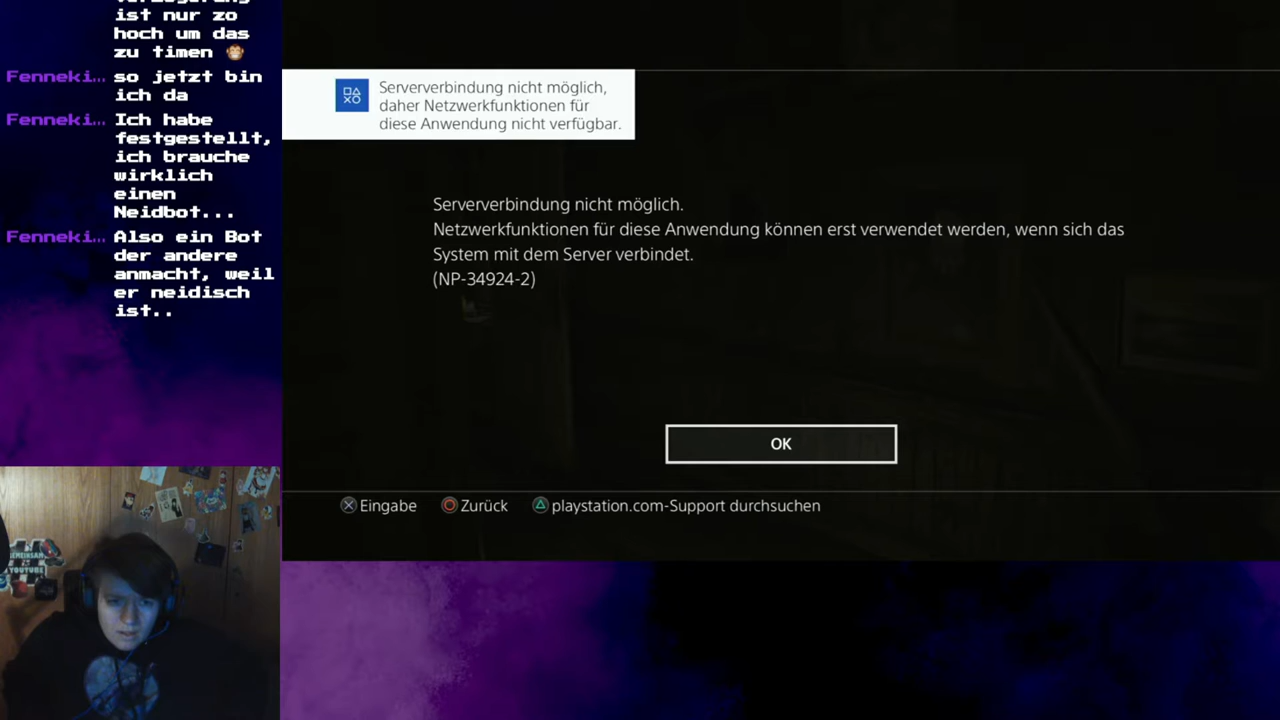 ist nur zo
hoch um das
zu timen 🐵
Fenneki... so jetzt bin
ich da
Fenneki... Ich habe
festgestellt,
ich brauche
wirklich
einen
Neidbot...
Fenneki... Also ein Bot
der andere
anmacht, weil
er neidisch
ist..
Serververbindung nicht möglich,
daher Netzwerkfunktionen für
diese Anwendung nicht verfügbar.
Serververbindung nicht möglich.
Netzwerkfunktionen für diese Anwendung können erst verwendet werden, wenn sich das
System mit dem Server verbindet.
(NP-34924-2)
OK
Eingabe Zurück playstation.com-Support durchsuchen
GEMEINSAM
YOUTUBE